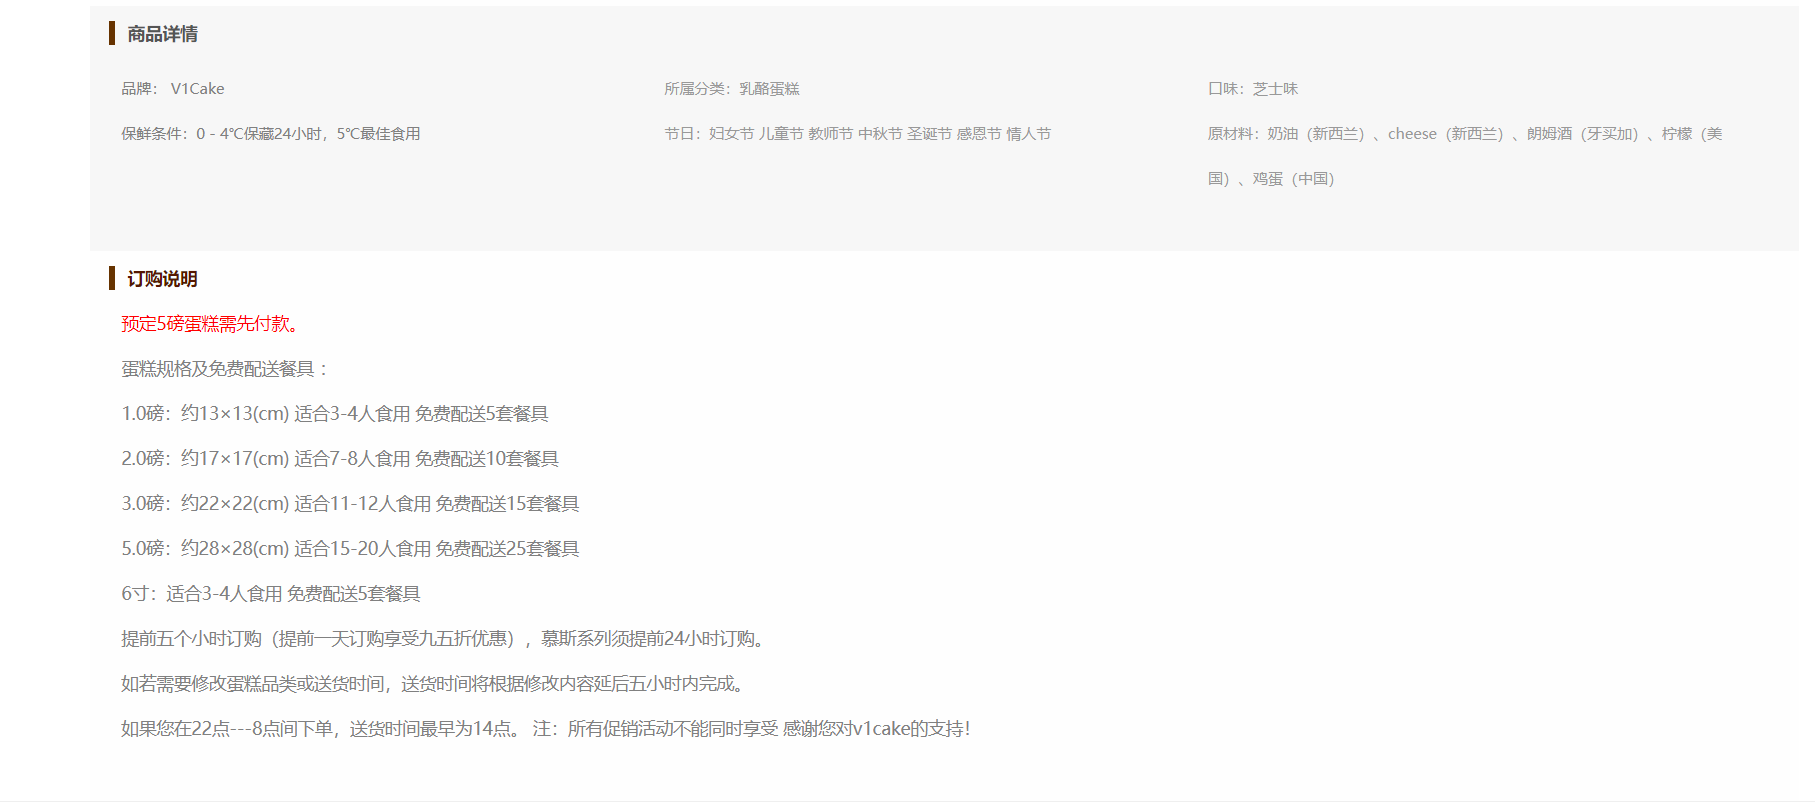 商品详情
品牌： V1Cake
所属分类：乳酪蛋糕
口味：芝士味
保鲜条件：0 - 4℃保藏24小时，5℃最佳食用
节日：妇女节 儿童节 教师节 中秋节 圣诞节 感恩节 情人节
原材料：奶油（新西兰）、cheese（新西兰）、朗姆酒（牙买加）、柠檬（美
国）、鸡蛋（中国）
订购说明
预定5磅蛋糕需先付款。
蛋糕规格及免费配送餐具 ：
1.0磅：约13×13(cm) 适合3-4人食用 免费配送5套餐具
2.0磅：约17×17(cm) 适合7-8人食用 免费配送10套餐具
3.0磅：约22×22(cm) 适合11-12人食用 免费配送15套餐具
5.0磅：约28×28(cm) 适合15-20人食用 免费配送25套餐具
6寸：适合3-4人食用 免费配送5套餐具
提前五个小时订购（提前一天订购享受九五折优惠），慕斯系列须提前24小时订购。
如若需要修改蛋糕品类或送货时间，送货时间将根据修改内容延后五小时内完成。
如果您在22点---8点间下单，送货时间最早为14点。 注：所有促销活动不能同时享受 感谢您对v1cake的支持！